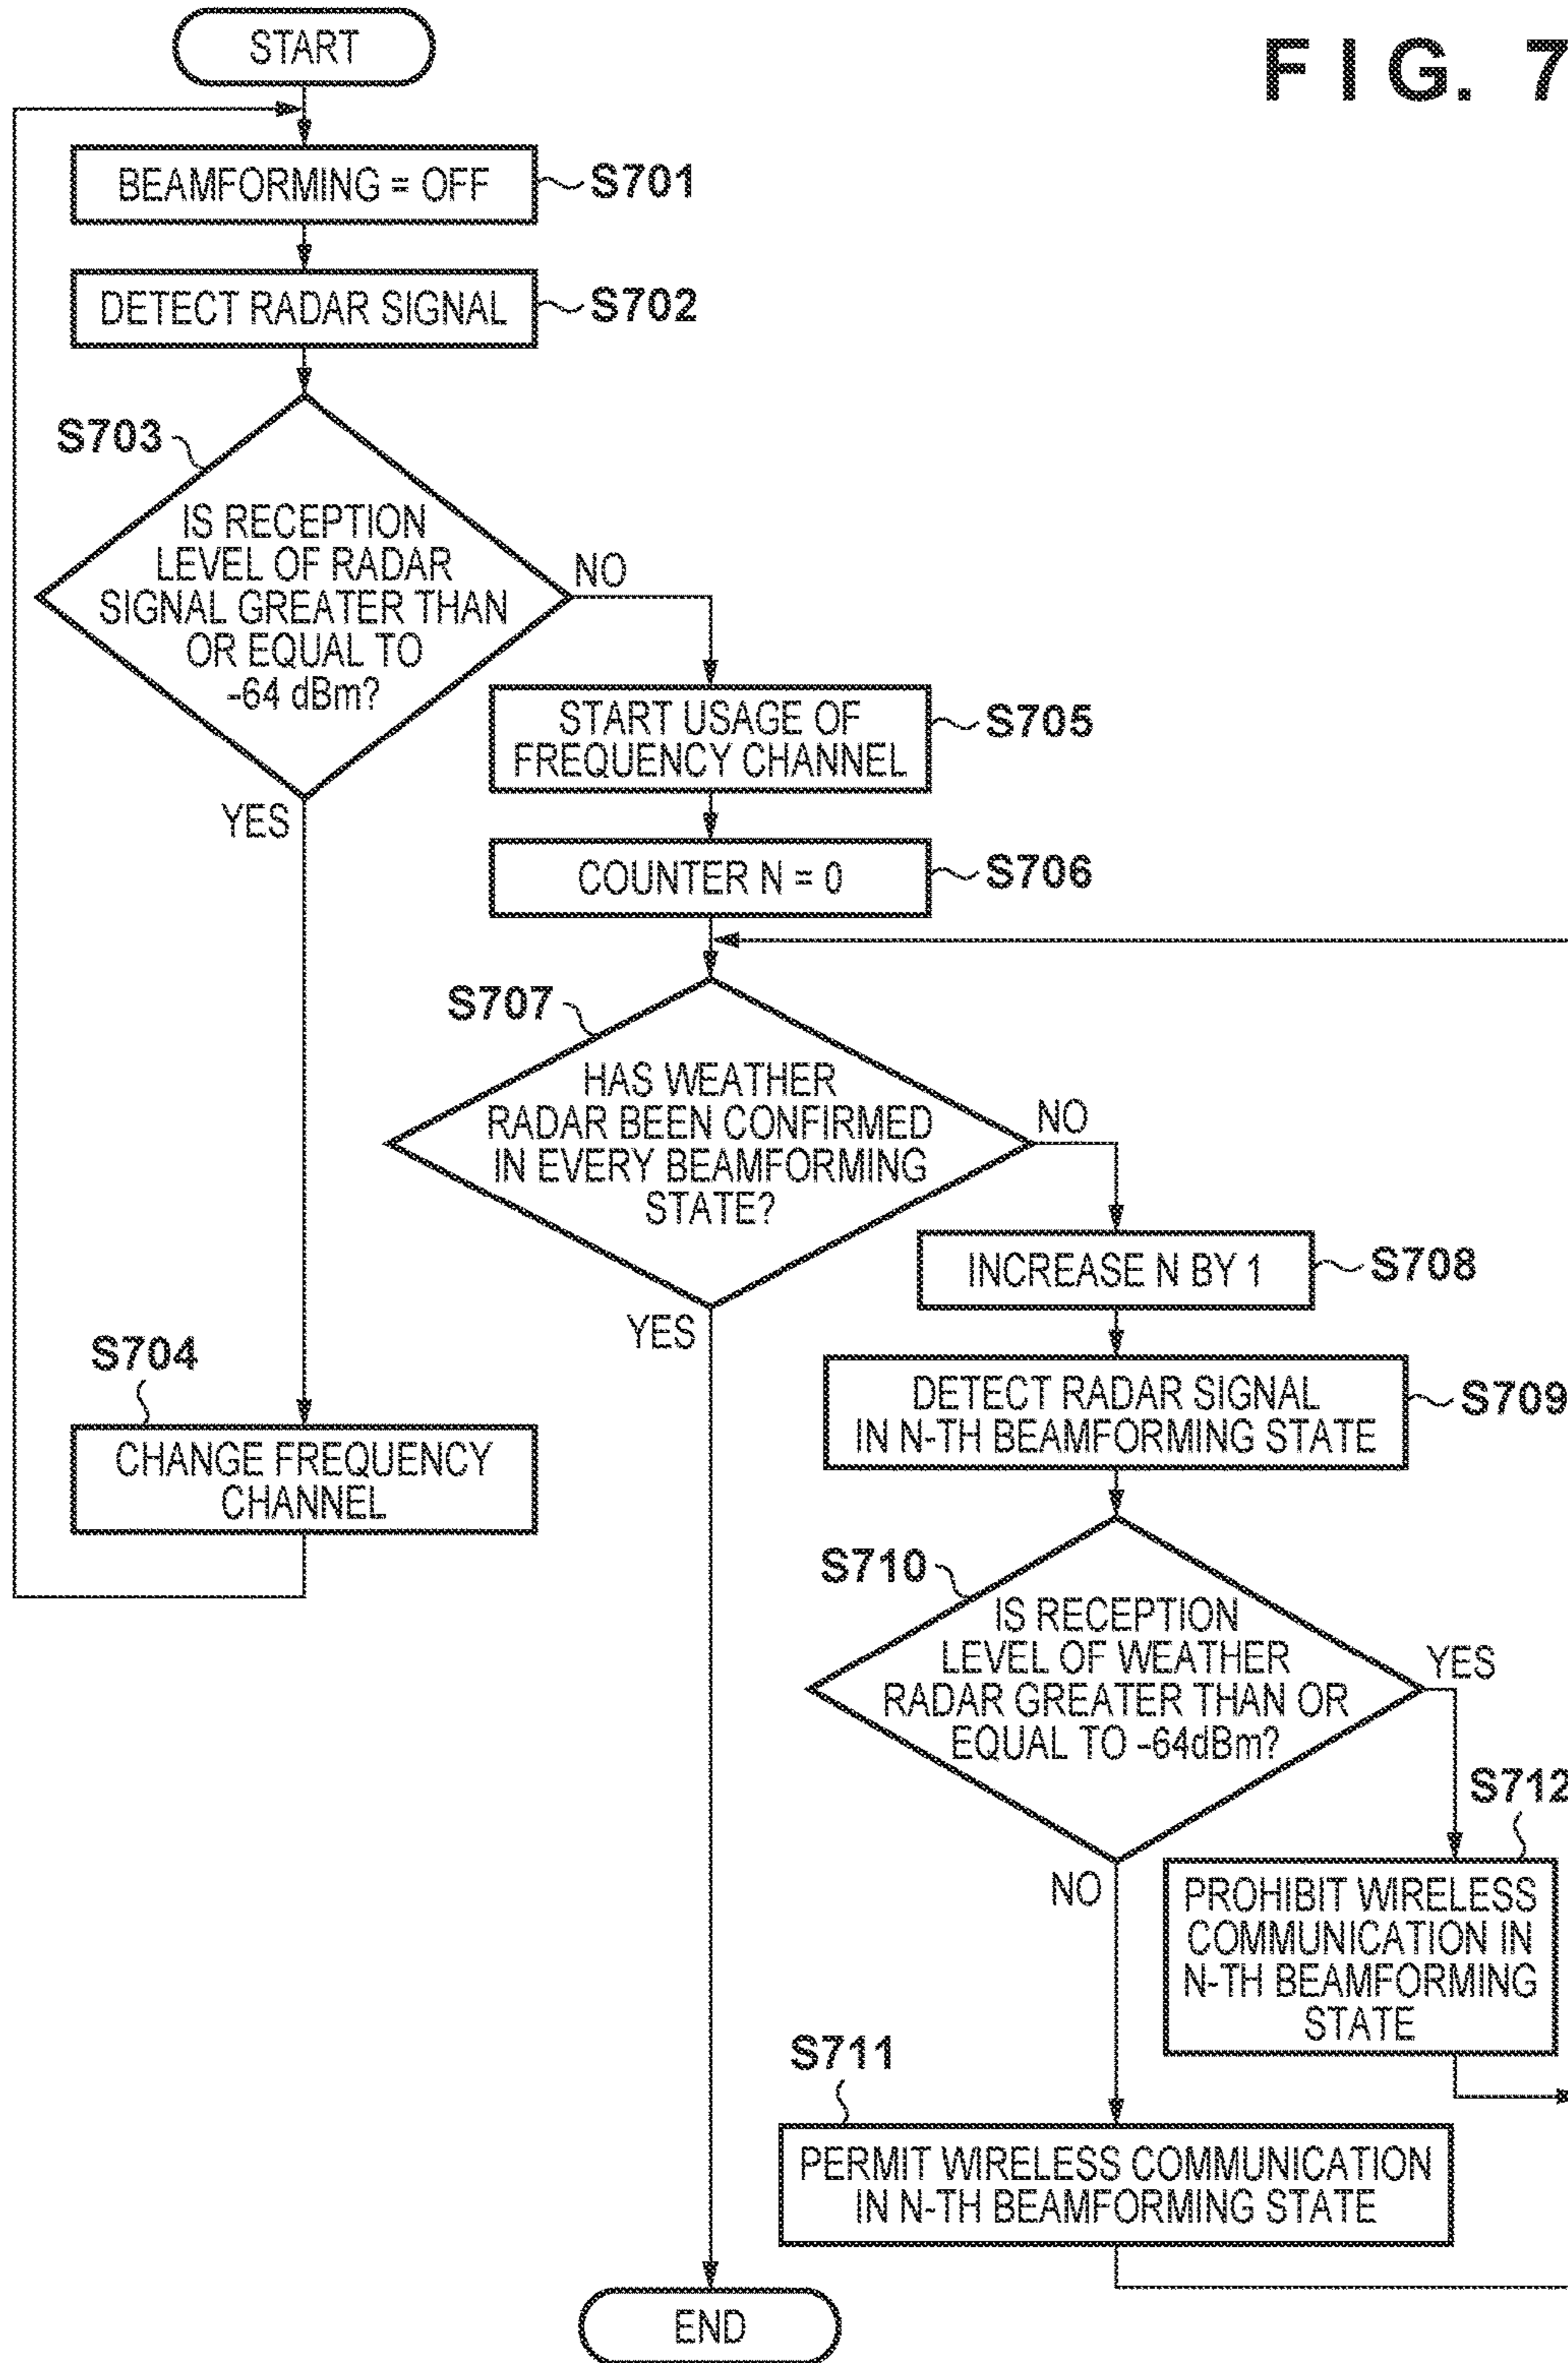 FIG. 7
START
BEAMFORMING = OFF
S701
DETECT RADAR SIGNAL
S702
S703
IS RECEPTION
LEVEL OF RADAR
SIGNAL GREATER THAN
OR EQUAL TO
-64 dBm?
NO
YES
START USAGE OF
FREQUENCY CHANNEL
S705
COUNTER N = 0
S706
S707
HAS WEATHER
RADAR BEEN CONFIRMED
IN EVERY BEAMFORMING
STATE?
NO
YES
INCREASE N BY 1
S708
S704
CHANGE FREQUENCY
CHANNEL
DETECT RADAR SIGNAL
IN N-TH BEAMFORMING STATE
S709
S710
IS RECEPTION
LEVEL OF WEATHER
RADAR GREATER THAN OR
EQUAL TO -64dBm?
YES
NO
S712
PROHIBIT WIRELESS
COMMUNICATION IN
N-TH BEAMFORMING
STATE
S711
PERMIT WIRELESS COMMUNICATION
IN N-TH BEAMFORMING STATE
END